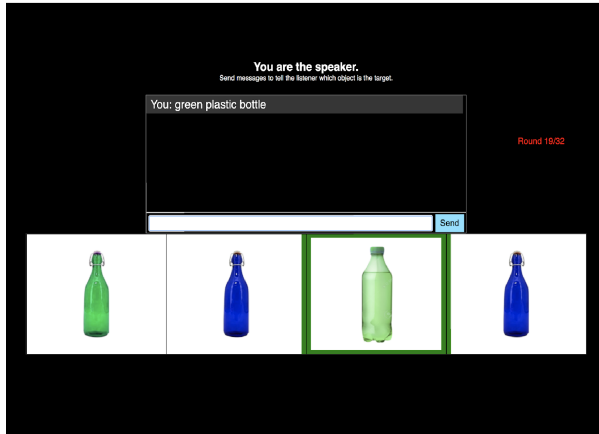 You are the speaker.
Send messages to tell the listener which object is the target.
You: green plastic bottle
Round 19/32
Send